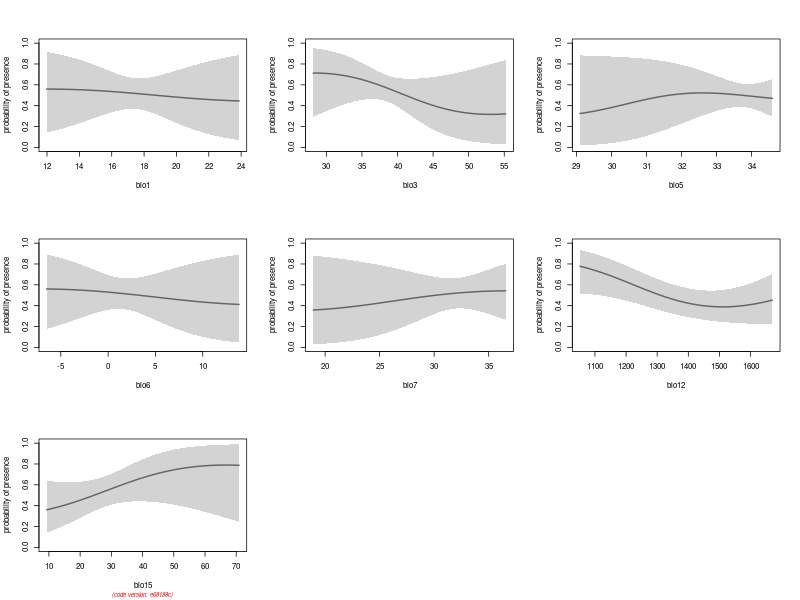 probability of presence
0.0 0.2 0.4 0.6 0.8 1.0
12 14 16 18 20 22 24
bio1
probability of presence
0.0 0.2 0.4 0.6 0.8 1.0
30 35 40 45 50 55
bio3
probability of presence
0.0 0.2 0.4 0.6 0.8 1.0
29 30 31 32 33 34
bio5
probability of presence
0.0 0.2 0.4 0.6 0.8 1.0
-5 0 5 10
bio6
probability of presence
0.0 0.2 0.4 0.6 0.8 1.0
20 25 30 35
bio7
probability of presence
0.0 0.2 0.4 0.6 0.8 1.0
1100 1200 1300 1400 1500 1600
bio12
probability of presence
0.0 0.2 0.4 0.6 0.8 1.0
10 20 30 40 50 60 70
bio15
(code version: